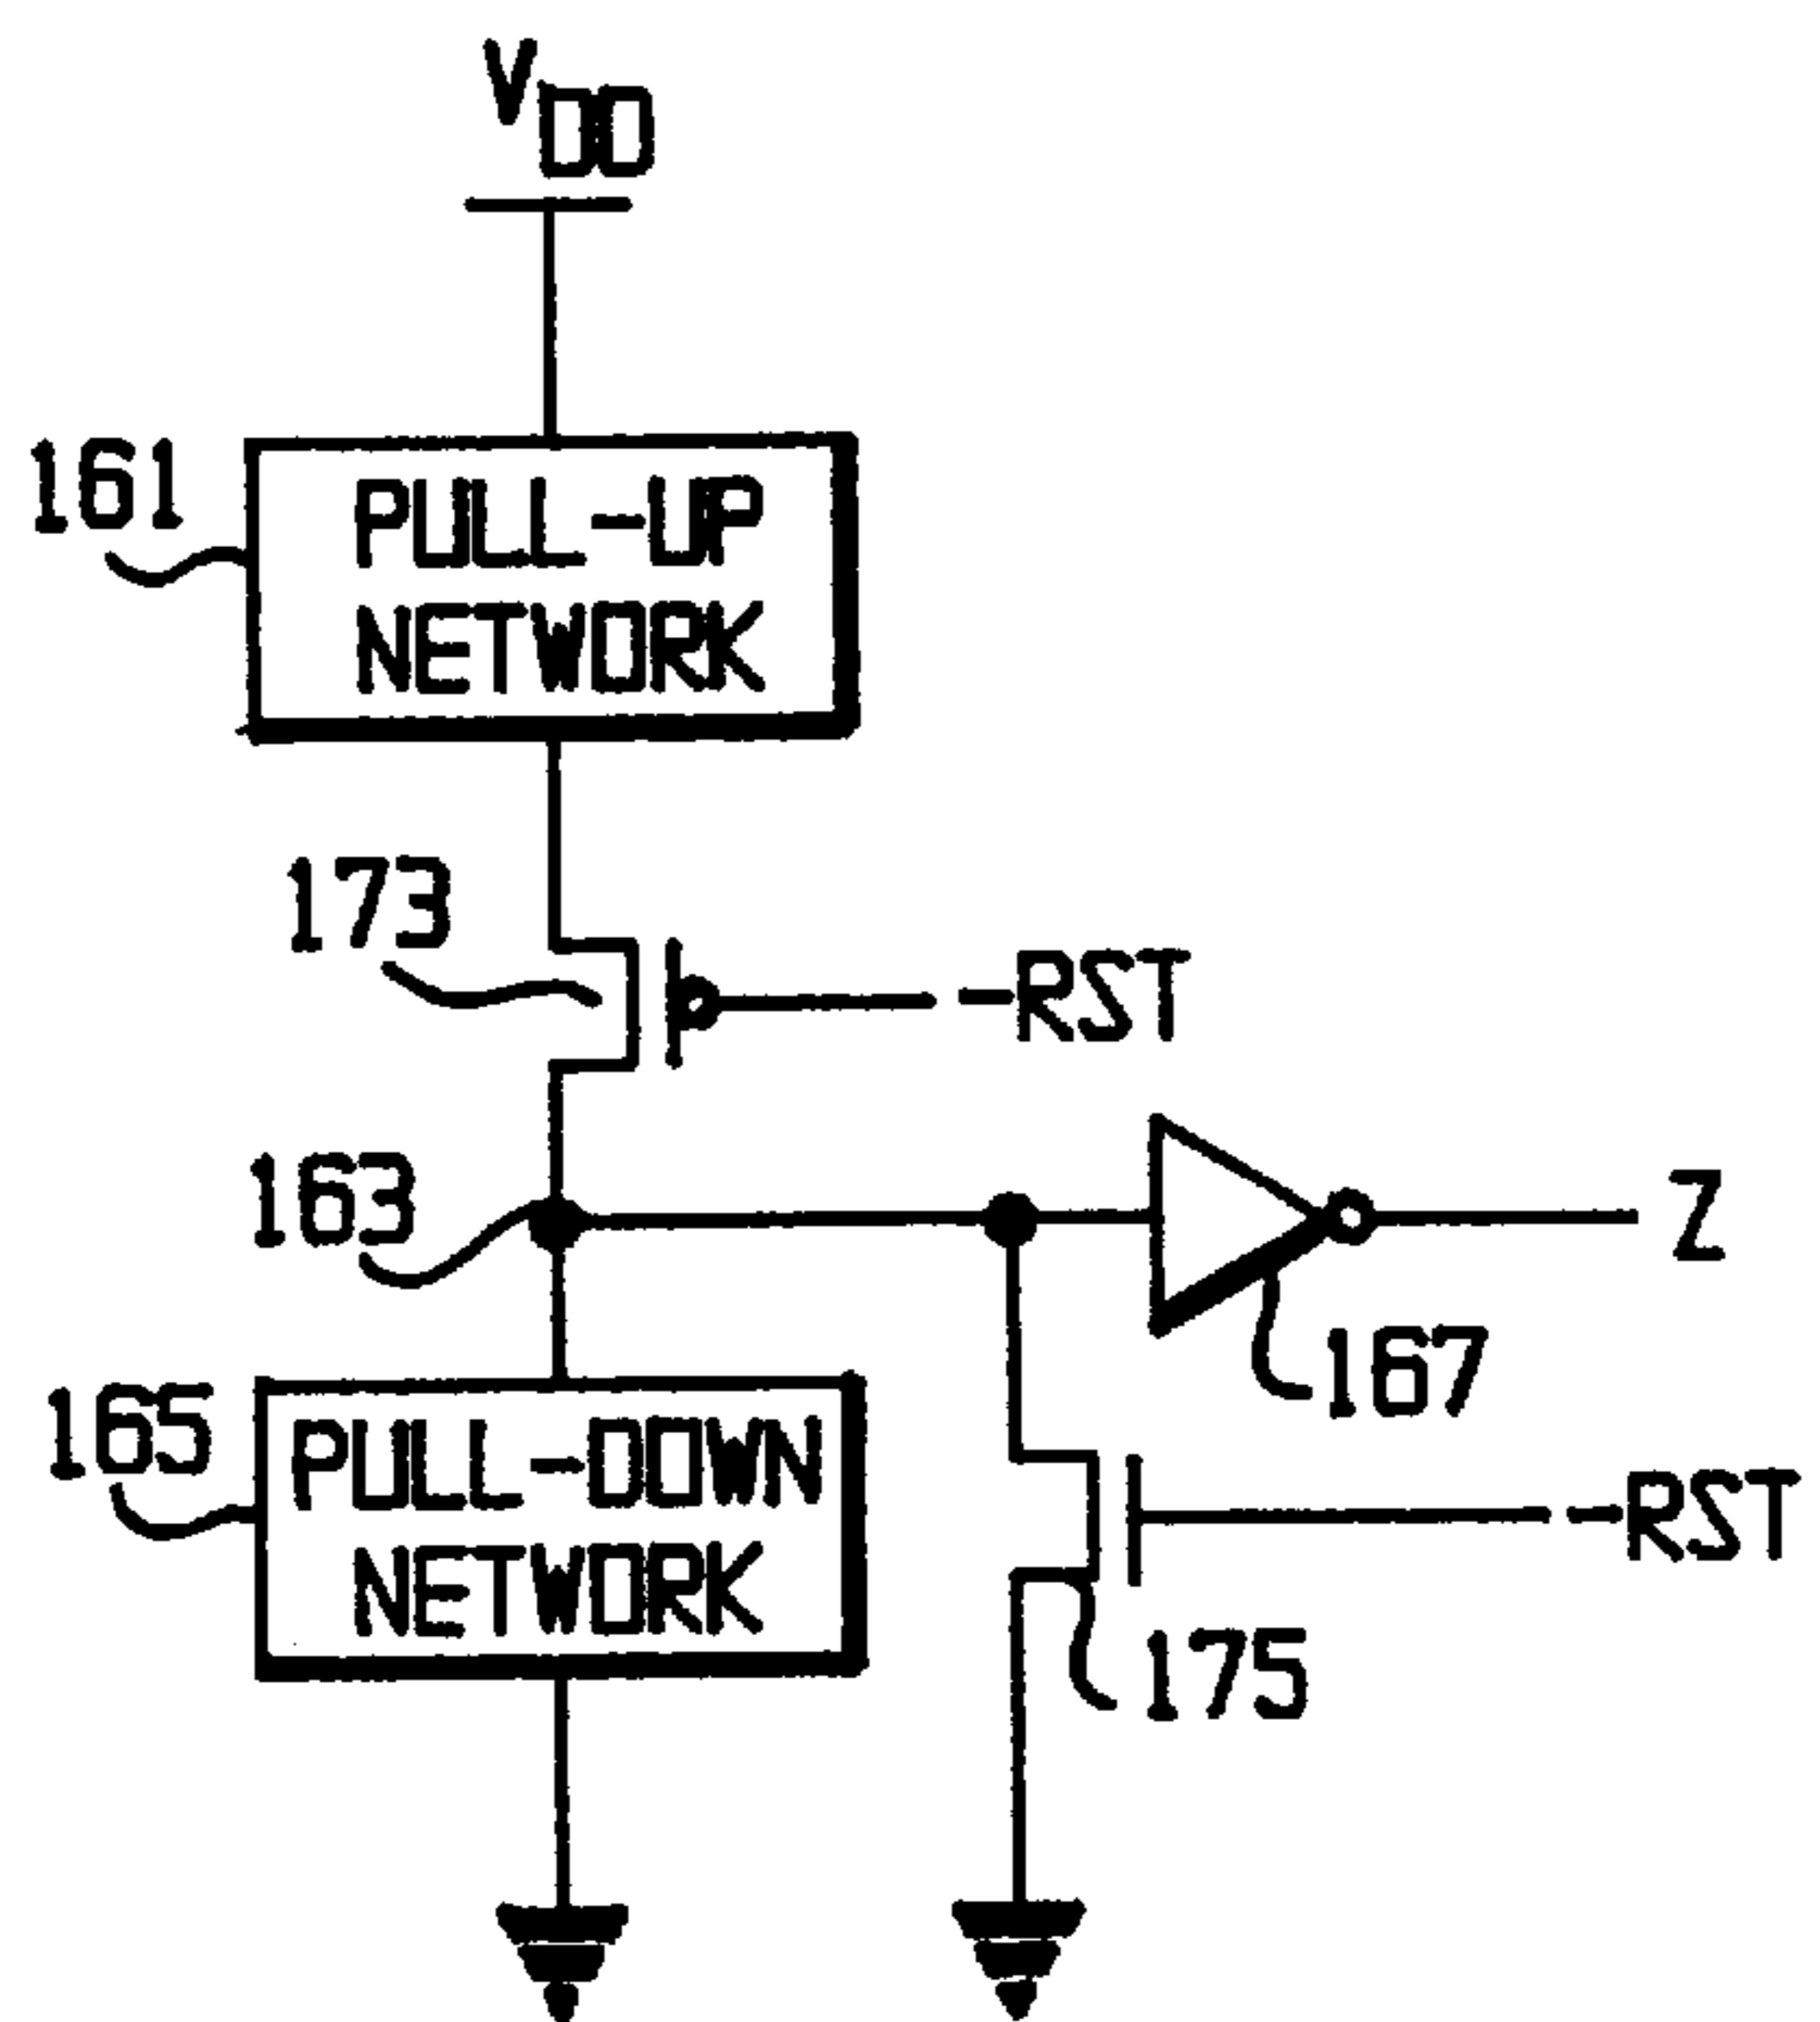 VDD
161
PULL-UP
NETWORK
173
-RST
163
Z
167
165
PULL-DOWN
NETWORK
-RST
175